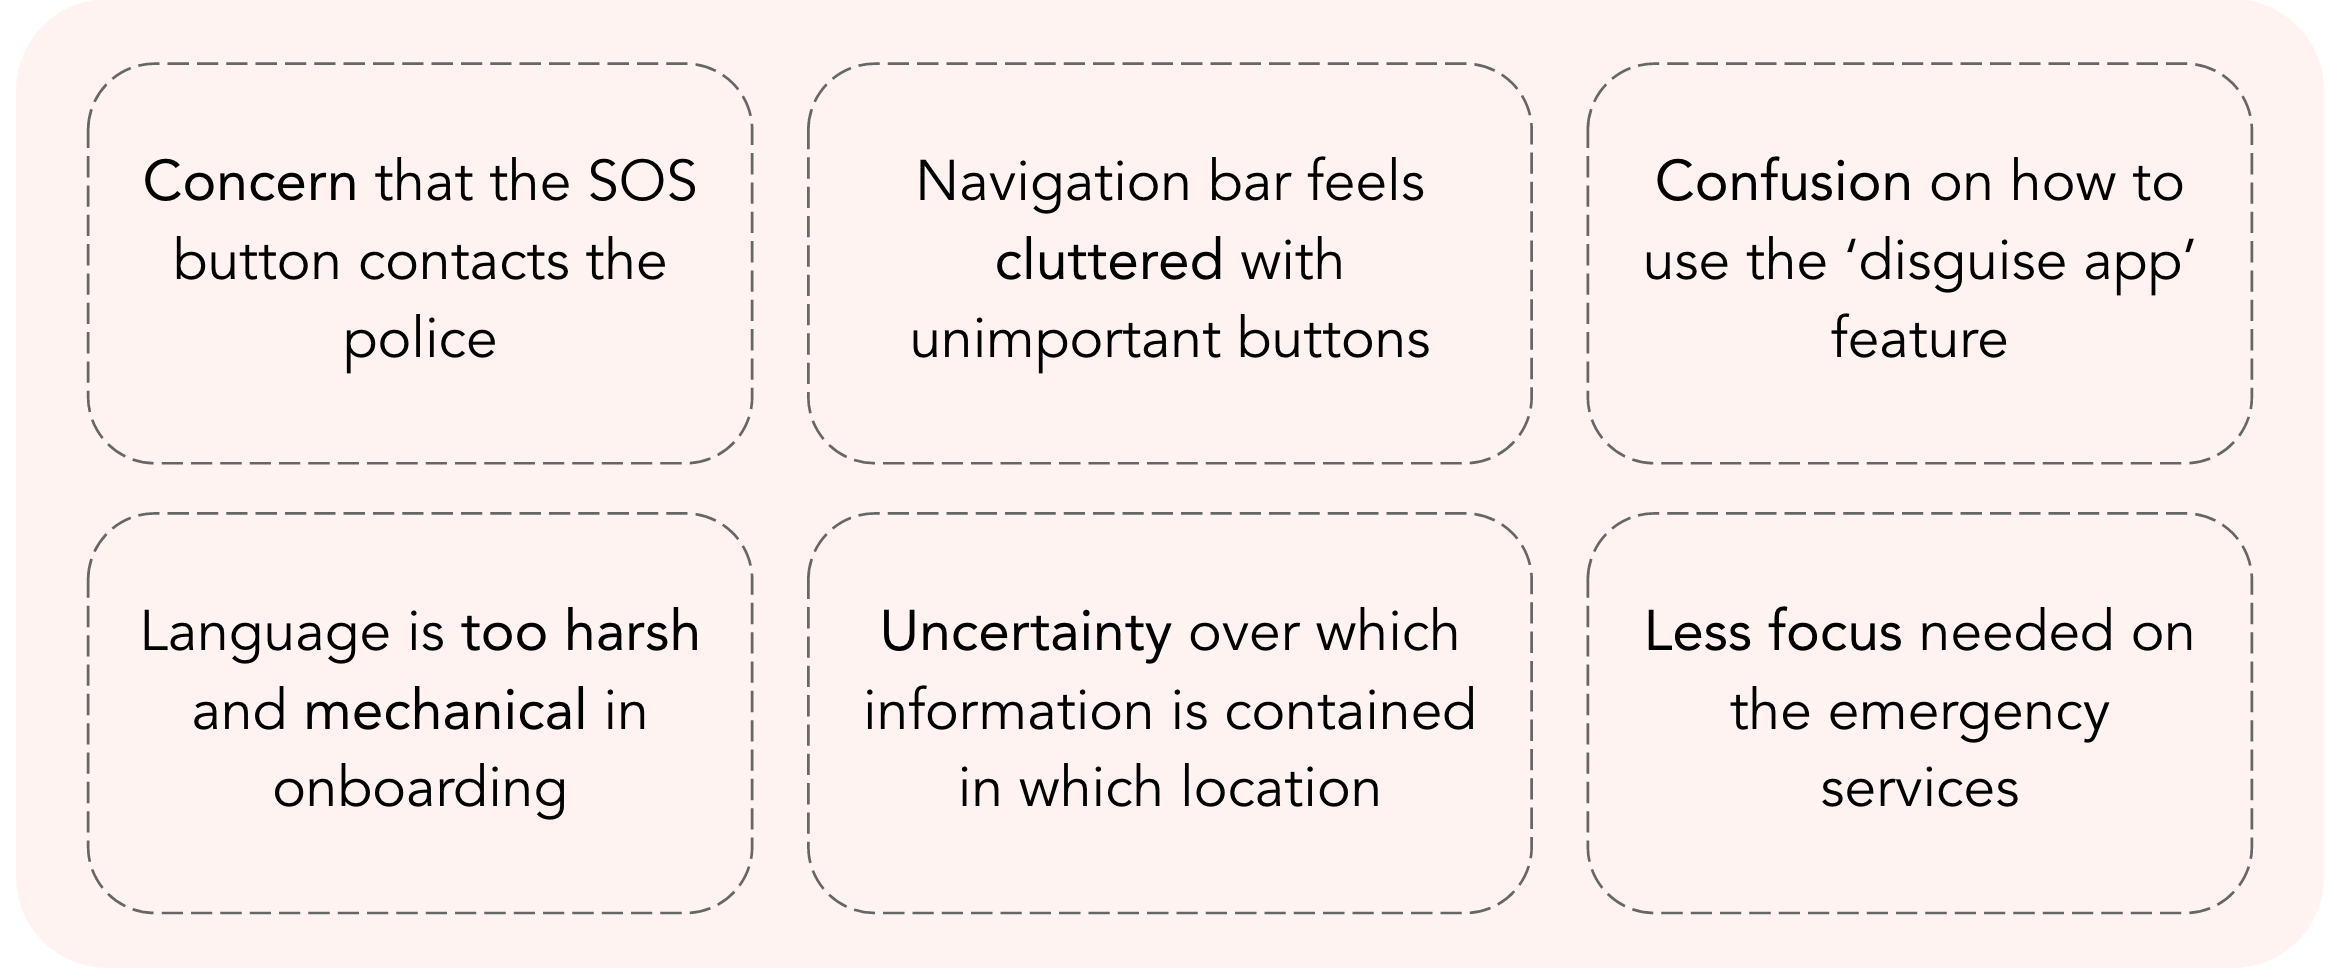 Concern that the SOS
button contacts the
police
Navigation bar feels
cluttered with
unimportant buttons
Confusion on how to
use the ‘disguise app’
feature
Language is too harsh
and mechanical in
onboarding
Uncertainty over which
information is contained
in which location
Less focus needed on
the emergency
services